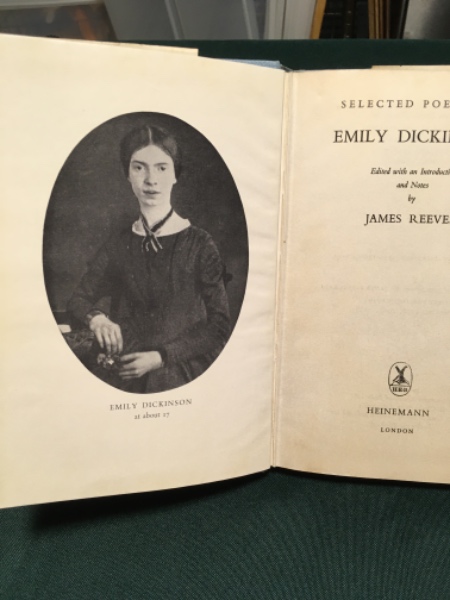 EMILY DICKINSON
at about 17
SELECTED POE
EMILY DICKI
Edited with an Introducti
and Notes
by
JAMES REEVE
HEINEMANN
LONDON